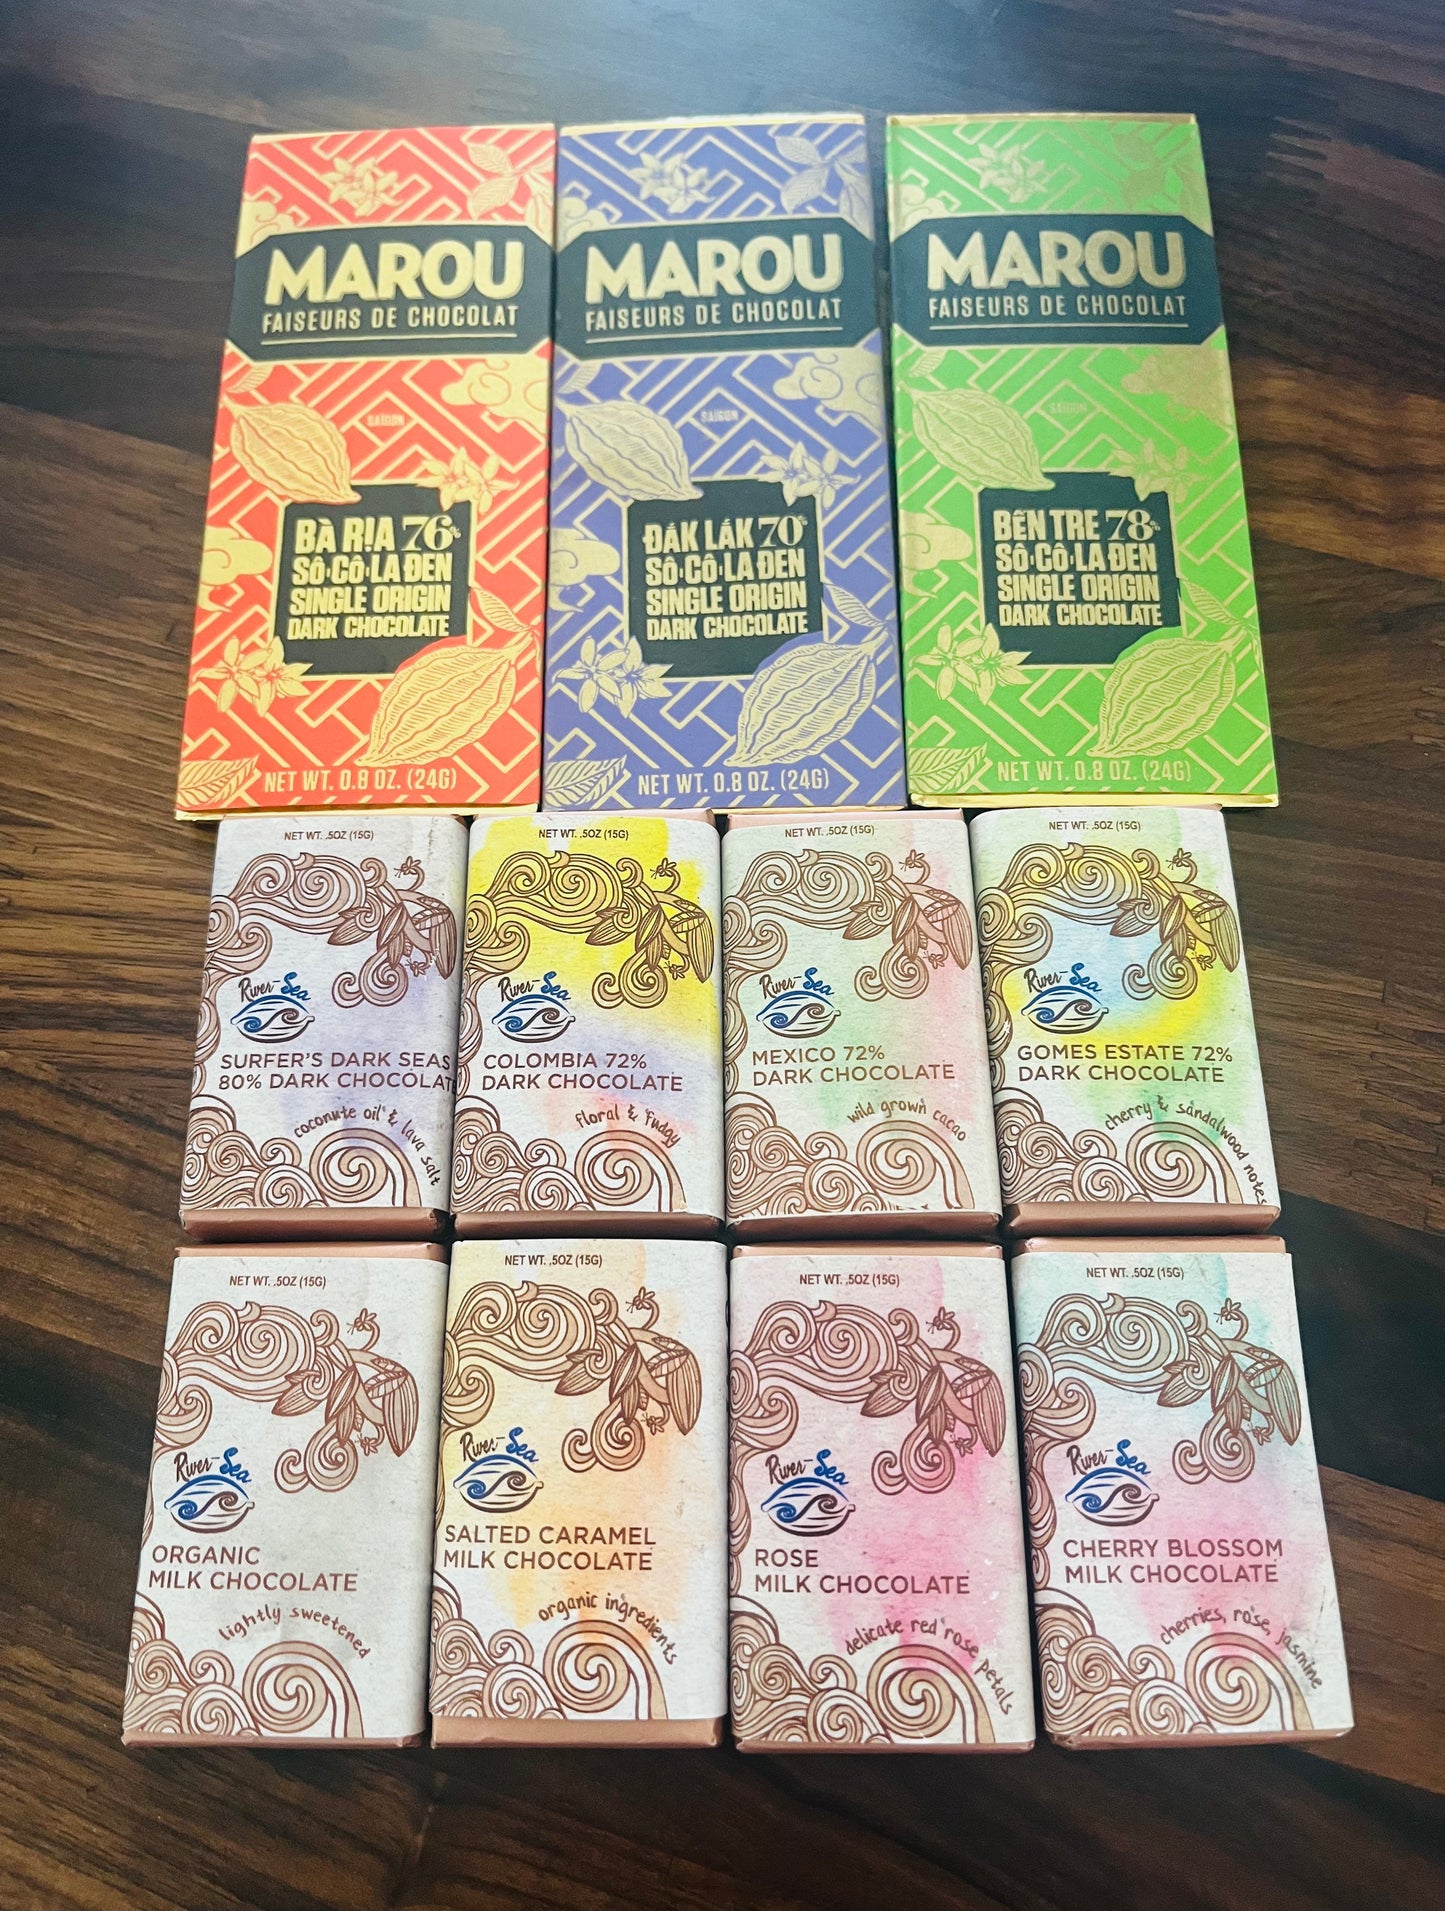 MAROU
FAISEURS DE CHOCOLAT
SAIGON
BÀ RỊA 76%
SÔ·CÔ·LA ĐEN
SINGLE ORIGIN
DARK CHOCOLATE
NET WT. 0.8 OZ. (24G)
MAROU
FAISEURS DE CHOCOLAT
SAIGON
ĐẮK LẮK 70%
SÔ·CÔ·LA ĐEN
SINGLE ORIGIN
DARK CHOCOLATE
NET WT. 0.8 OZ. (24G)
MAROU
FAISEURS DE CHOCOLAT
SAIGON
BẾN TRE 78%
SÔ·CÔ·LA ĐEN
SINGLE ORIGIN
DARK CHOCOLATE
NET WT. 0.8 OZ. (24G)
NET WT. .5OZ (15G)
River-Sea
SURFER'S DARK SEAS
80% DARK CHOCOLAT
coconute oil & lava salt
NET WT. .5OZ (15G)
River-Sea
COLOMBIA 72%
DARK CHOCOLATE
floral & fudgy
NET WT. .5OZ (15G)
River-Sea
MEXICO 72%
DARK CHOCOLATE
wild grown cacao
NET WT. .5OZ (15G)
River-Sea
GOMES ESTATE 72%
DARK CHOCOLATE
cherry & sandalwood notes
NET WT. .5OZ (15G)
River-Sea
ORGANIC
MILK CHOCOLATE
lightly sweetened
NET WT. .5OZ (15G)
River-Sea
SALTED CARAMEL
MILK CHOCOLATE
organic ingredients
NET WT. .5OZ (15G)
River-Sea
ROSE
MILK CHOCOLATE
delicate red rose petals
NET WT. .5OZ (15G)
River-Sea
CHERRY BLOSSOM
MILK CHOCOLATE
cherries, rose, jasmine